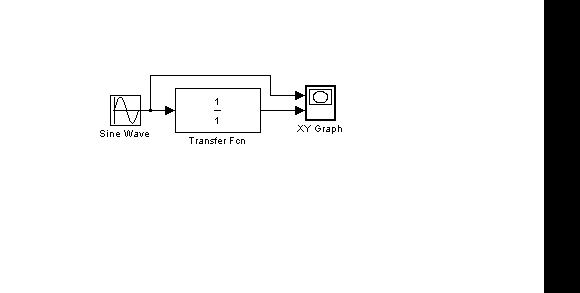 1
1
Sine Wave
Transfer Fcn
XY Graph